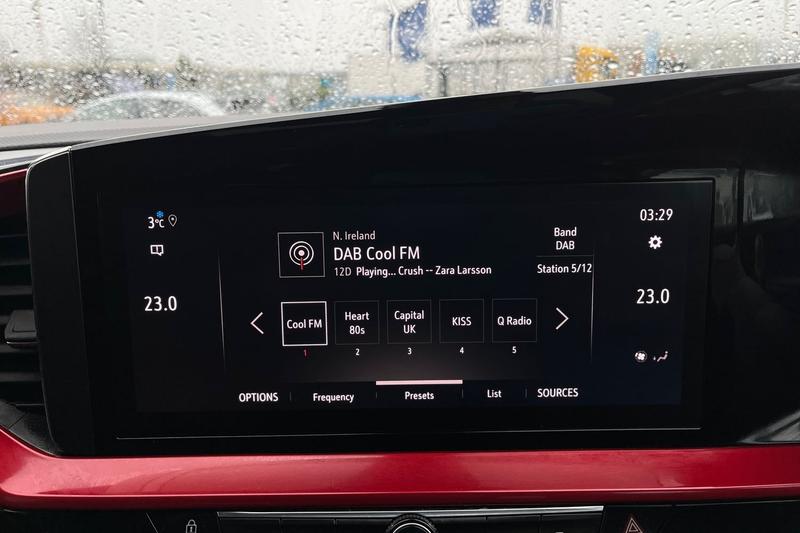 3°C
03:29
N. Ireland
DAB Cool FM
12D Playing... Crush -- Zara Larsson
Band
DAB
Station 5/12
23.0
23.0
Cool FM
Heart
80s
Capital
UK
KISS
Q Radio
1
2
3
4
5
OPTIONS
Frequency
Presets
List
SOURCES